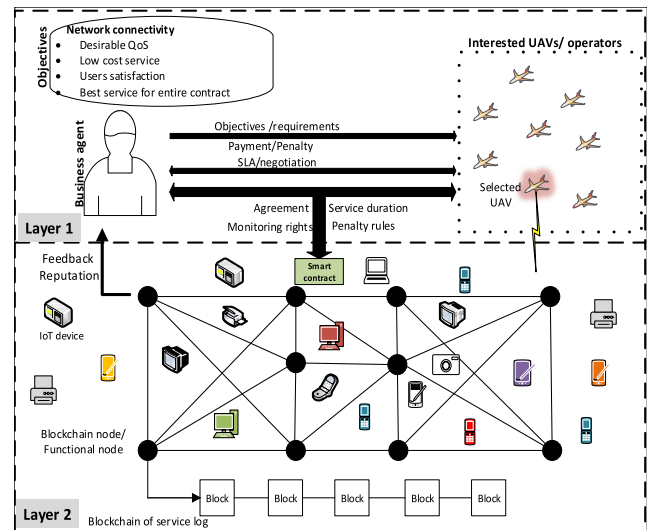 Objectives
Network connectivity
• Desirable QoS
• Low cost service
• Users satisfaction
• Best service for entire contract
Interested UAVs/ operators
Business agent
Objectives /requirements
Payment/Penalty
SLA/negotiation
Selected
UAV
Agreement
Service duration
Monitoring rights
Penalty rules
Layer 1
Feedback
Reputation
Smart
contract
IoT device
Blockchain node/
Functional node
Block
Block
Block
Block
Block
Layer 2
Blockchain of service log